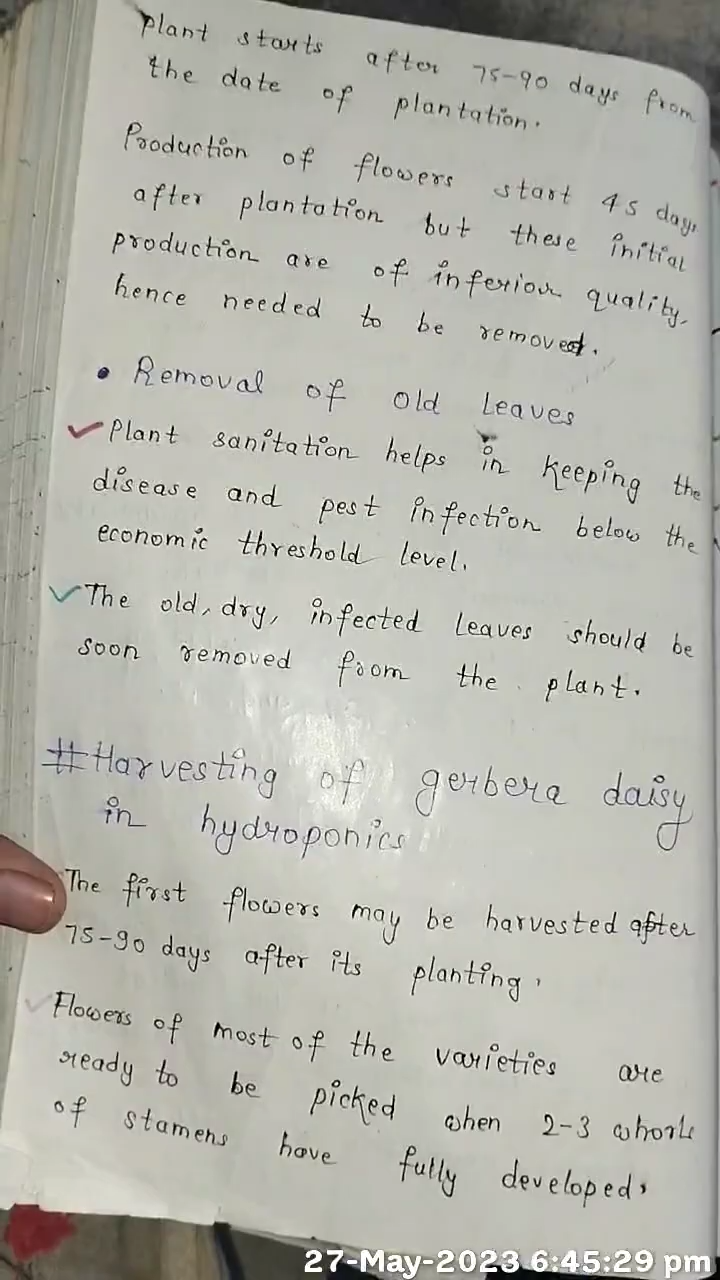 plant starts after 75-90 days from
the date of plantation.
Production of flowers start 45 days
after plantation but these initial
production are of inferiour quality,
hence needed to be removed.
• Removal of old leaves
✓ Plant sanitation helps in keeping the
disease and pest infection below the
economic threshold level.
✓ The old, dry, infected leaves should be
soon removed from the plant.
# Harvesting of gerbera daisy
in hydroponics
The first flowers may be harvested after
75-90 days after its planting.
✓ Flowers of most of the varieties are
ready to be picked when 2-3 whorls
of stamens have fully developed.
27-May-2023 6:45:29 pm